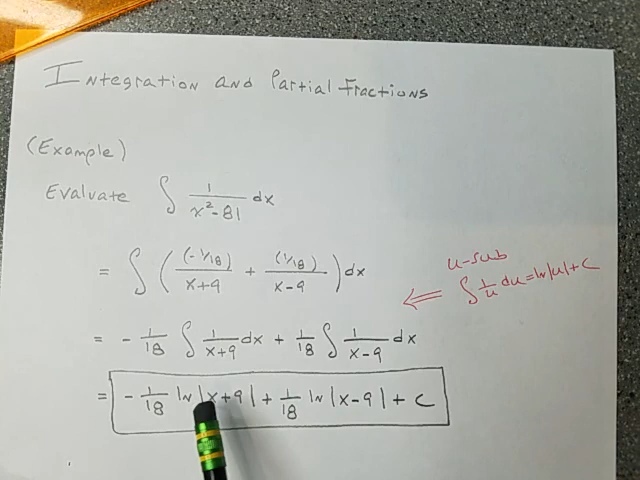 Integration and Partial Fractions
(Example)
Evaluate ∫ 1/(x² - 81) dx
= ∫ ( (-1/18)/(x+9) + (1/18)/(x-9) ) dx
u-sub
⇐ ∫ 1/u du = ln|u| + C
= - 1/18 ∫ 1/(x+9) dx + 1/18 ∫ 1/(x-9) dx
= - 1/18 ln|x+9| + 1/18 ln|x-9| + C